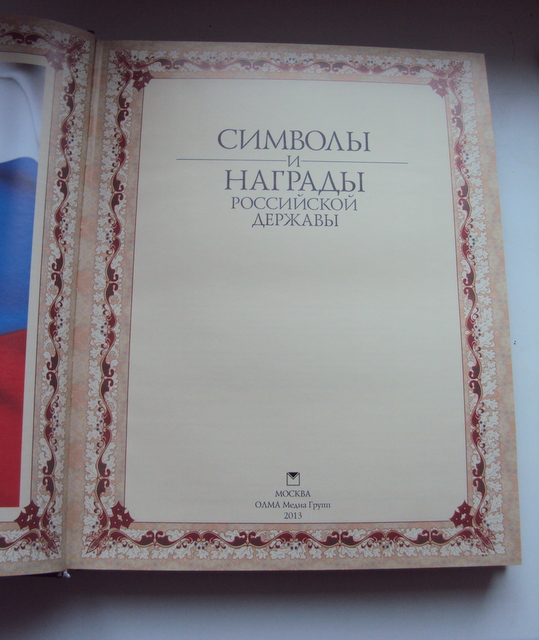 СИМВОЛЫ
И
НАГРАДЫ
РОССИЙСКОЙ
ДЕРЖАВЫ
МОСКВА
ОЛМА Медиа Групп
2013